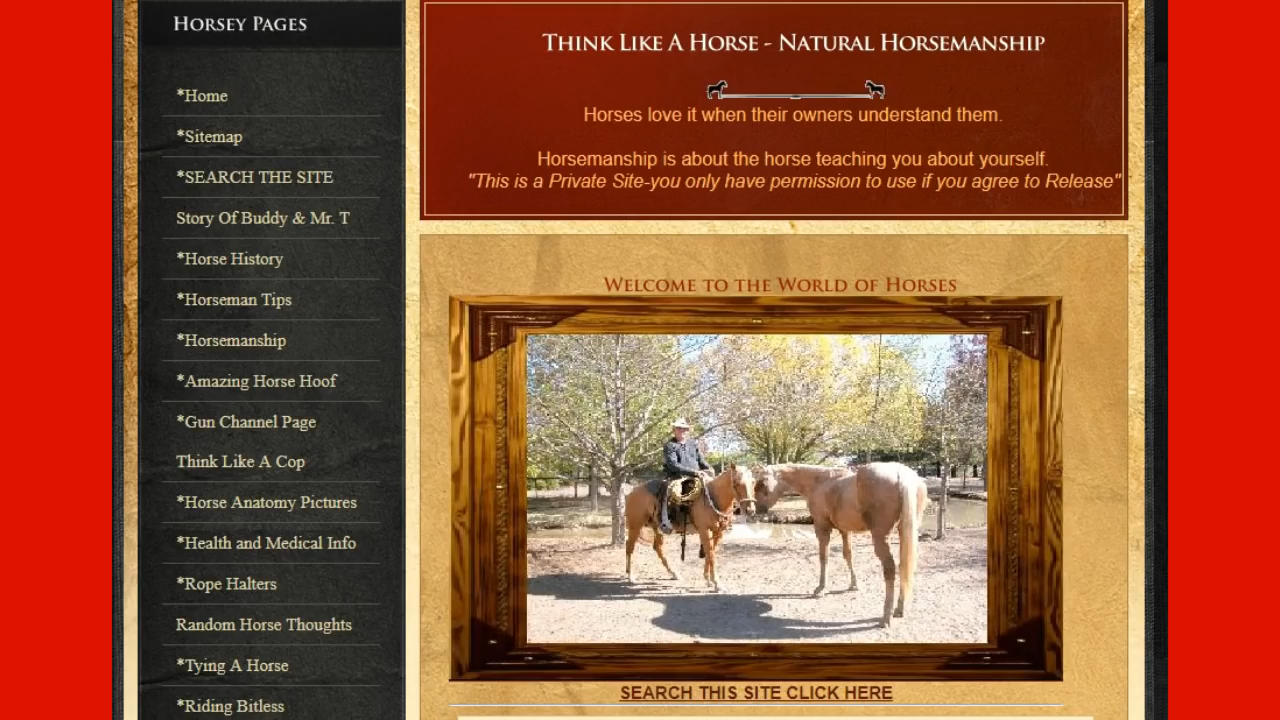 Horsey Pages
*Home
*Sitemap
*SEARCH THE SITE
Story Of Buddy & Mr. T
*Horse History
*Horseman Tips
*Horsemanship
*Amazing Horse Hoof
*Gun Channel Page
Think Like A Cop
*Horse Anatomy Pictures
*Health and Medical Info
*Rope Halters
Random Horse Thoughts
*Tying A Horse
*Riding Bitless
Think Like A Horse - Natural Horsemanship
Horses love it when their owners understand them.
Horsemanship is about the horse teaching you about yourself.
"This is a Private Site-you only have permission to use if you agree to Release"
Welcome to the World of Horses
SEARCH THIS SITE CLICK HERE